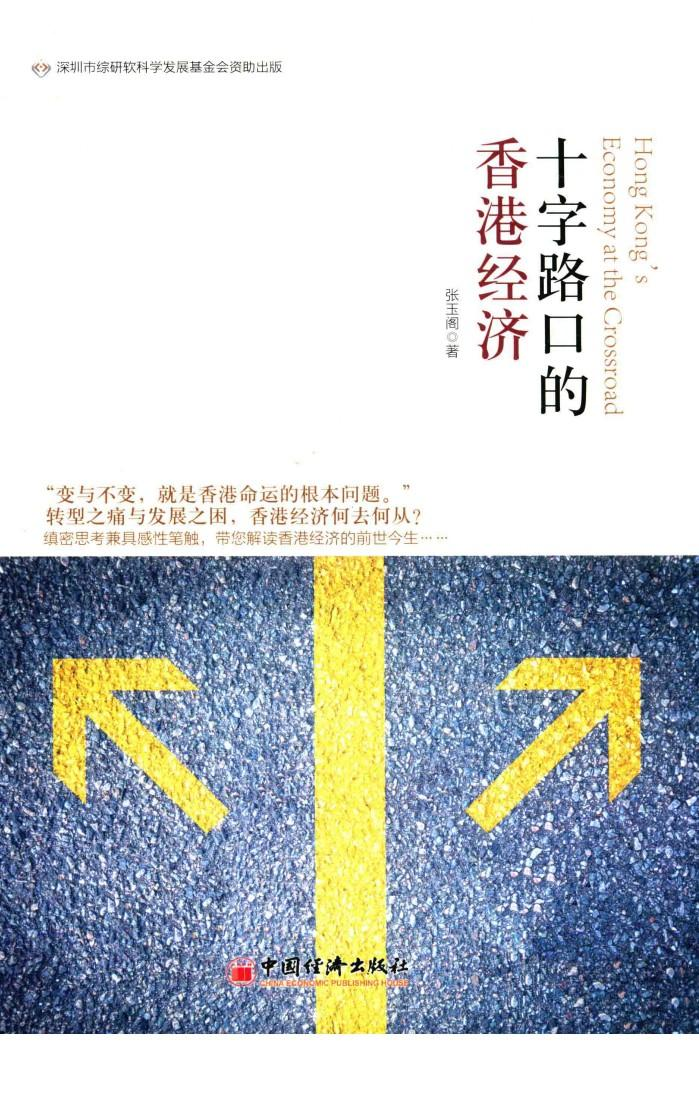 深圳市综研软科学发展基金会资助出版
Hong Kong's
Economy at the Crossroad
十字路口的
香港经济
张玉阁◎著
“变与不变，就是香港命运的根本问题。”
转型之痛与发展之困，香港经济何去何从？
缜密思考兼具感性笔触，带您解读香港经济的前世今生……
中国经济出版社
CHINA ECONOMIC PUBLISHING HOUSE